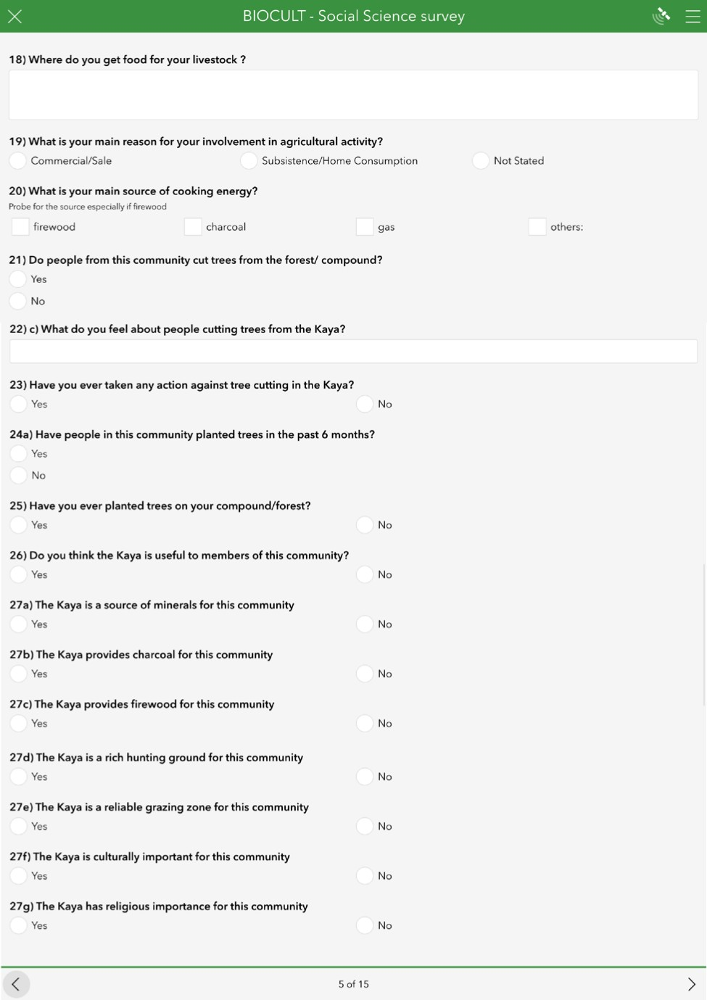 BIOCULT - Social Science survey
18) Where do you get food for your livestock ?
19) What is your main reason for your involvement in agricultural activity?
Commercial/Sale Subsistence/Home Consumption Not Stated
20) What is your main source of cooking energy?
Probe for the source especially if firewood
firewood charcoal gas others:
21) Do people from this community cut trees from the forest/ compound?
Yes
No
22) c) What do you feel about people cutting trees from the Kaya?
23) Have you ever taken any action against tree cutting in the Kaya?
Yes No
24a) Have people in this community planted trees in the past 6 months?
Yes
No
25) Have you ever planted trees on your compound/forest?
Yes No
26) Do you think the Kaya is useful to members of this community?
Yes No
27a) The Kaya is a source of minerals for this community
Yes No
27b) The Kaya provides charcoal for this community
Yes No
27c) The Kaya provides firewood for this community
Yes No
27d) The Kaya is a rich hunting ground for this community
Yes No
27e) The Kaya is a reliable grazing zone for this community
Yes No
27f) The Kaya is culturally important for this community
Yes No
27g) The Kaya has religious importance for this community
Yes No
5 of 15